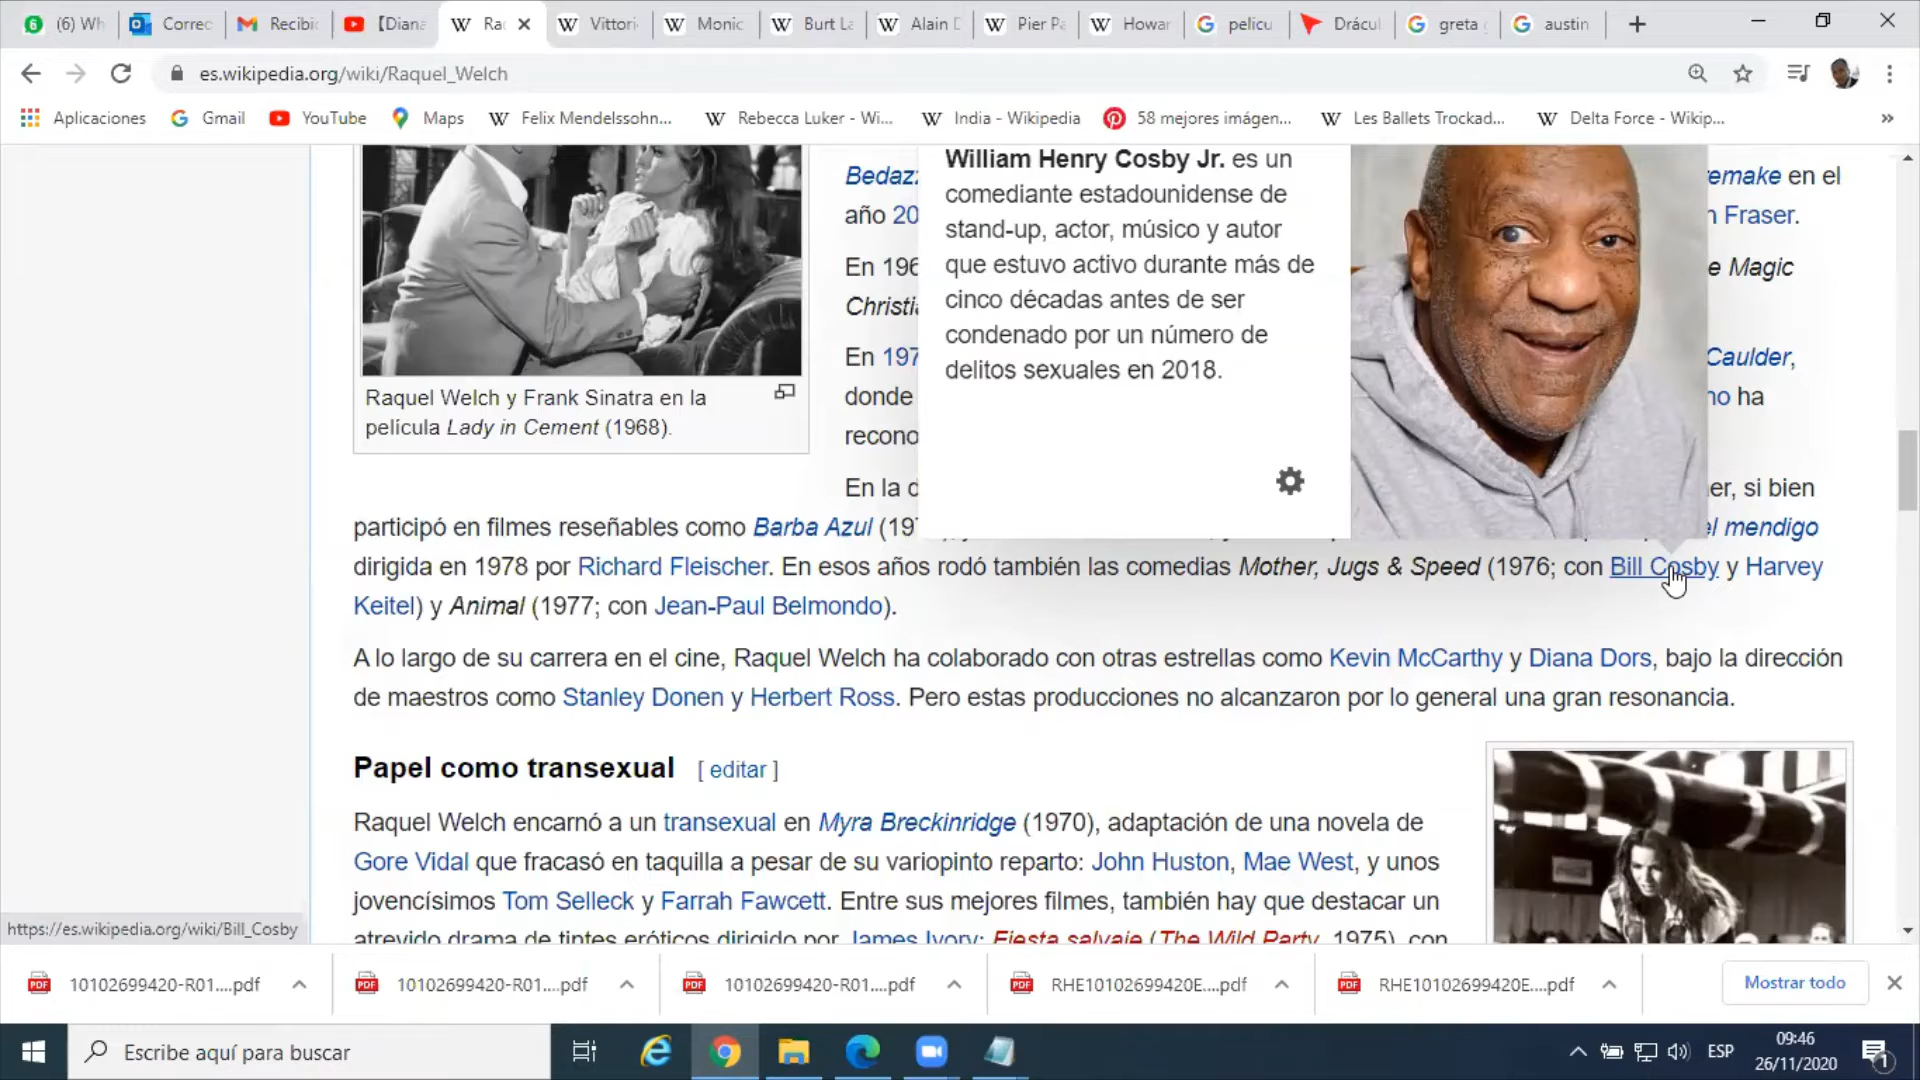 (6) Wh
Correc
Recibi
【Diana
Ra
Vittori
Monic
Burt La
Alain D
Pier Pa
Howar
pelicu
Drácul
greta
austin
es.wikipedia.org/wiki/Raquel_Welch
Aplicaciones
Gmail
YouTube
Maps
Felix Mendelssohn...
Rebecca Luker - Wi...
India - Wikipedia
58 mejores imágen...
Les Ballets Trockad...
Delta Force - Wikip...
»
William Henry Cosby Jr. es un
comediante estadounidense de
stand-up, actor, músico y autor
que estuvo activo durante más de
cinco décadas antes de ser
condenado por un número de
delitos sexuales en 2018.
Bedaz
remake en el
año 20
n Fraser.
En 196
e Magic
Christi
En 197
Caulder,
donde
no ha
recono
En la d
er, si bien
Raquel Welch y Frank Sinatra en la
película Lady in Cement (1968).
participó en filmes reseñables como Barba Azul (197
el mendigo
dirigida en 1978 por Richard Fleischer. En esos años rodó también las comedias Mother, Jugs & Speed (1976; con Bill Cosby y Harvey
Keitel) y Animal (1977; con Jean-Paul Belmondo).
A lo largo de su carrera en el cine, Raquel Welch ha colaborado con otras estrellas como Kevin McCarthy y Diana Dors, bajo la dirección
de maestros como Stanley Donen y Herbert Ross. Pero estas producciones no alcanzaron por lo general una gran resonancia.
Papel como transexual [ editar ]
Raquel Welch encarnó a un transexual en Myra Breckinridge (1970), adaptación de una novela de
Gore Vidal que fracasó en taquilla a pesar de su variopinto reparto: John Huston, Mae West, y unos
jovencísimos Tom Selleck y Farrah Fawcett. Entre sus mejores filmes, también hay que destacar un
atrevido drama de tintes eróticos dirigido por James Ivory: Fiesta salvaje (The Wild Party, 1975), con
https://es.wikipedia.org/wiki/Bill_Cosby
10102699420-R01....pdf
10102699420-R01....pdf
10102699420-R01....pdf
RHE10102699420E....pdf
RHE10102699420E....pdf
Mostrar todo
Escribe aquí para buscar
ESP
09:46
26/11/2020
1